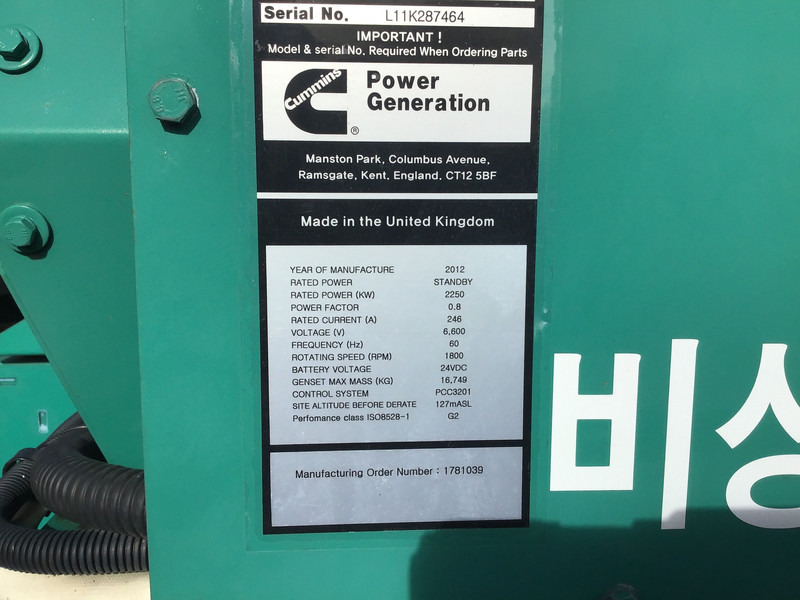 Serial No. L11K287464
IMPORTANT !
Model & serial No. Required When Ordering Parts
Cummins
Power
Generation
®
Manston Park, Columbus Avenue,
Ramsgate, Kent, England, CT12 5BF
Made in the United Kingdom
YEAR OF MANUFACTURE 2012
RATED POWER STANDBY
RATED POWER (KW) 2250
POWER FACTOR 0.8
RATED CURRENT (A) 246
VOLTAGE (V) 6,600
FREQUENCY (Hz) 60
ROTATING SPEED (RPM) 1800
BATTERY VOLTAGE 24VDC
GENSET MAX MASS (KG) 16,749
CONTROL SYSTEM PCC3201
SITE ALTITUDE BEFORE DERATE 127mASL
Perfomance class ISO8528-1 G2
Manufacturing Order Number : 1781039
비상